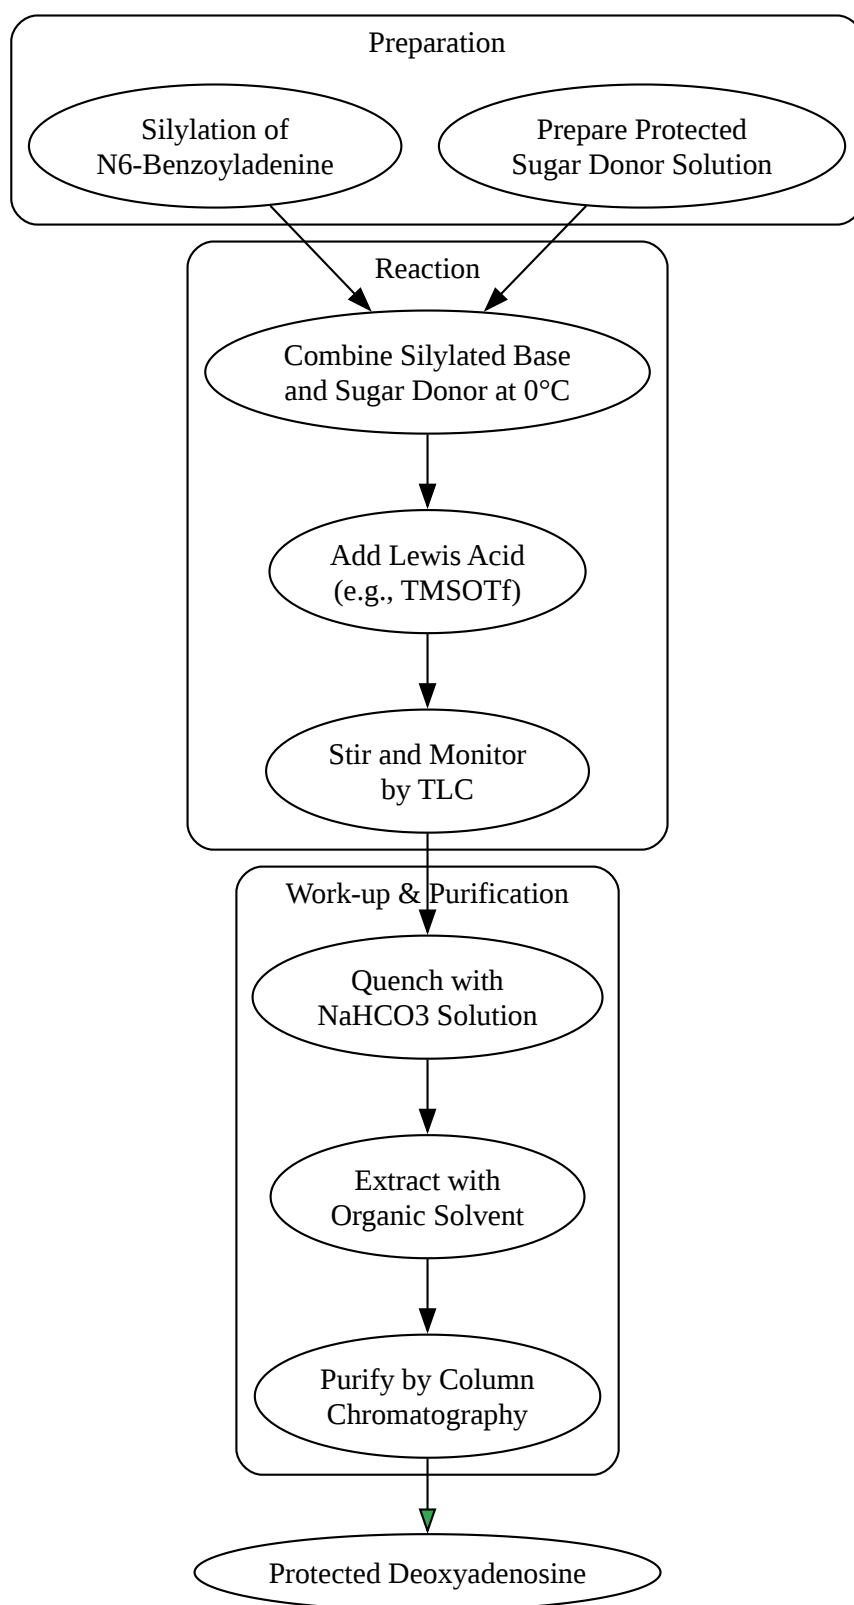 Preparation
Silylation of
N6-Benzoyladenine
Prepare Protected
Sugar Donor Solution
Reaction
Combine Silylated Base
and Sugar Donor at 0°C
Add Lewis Acid
(e.g., TMSOTf)
Stir and Monitor
by TLC
Work-up & Purification
Quench with
NaHCO3 Solution
Extract with
Organic Solvent
Purify by Column
Chromatography
Protected Deoxyadenosine